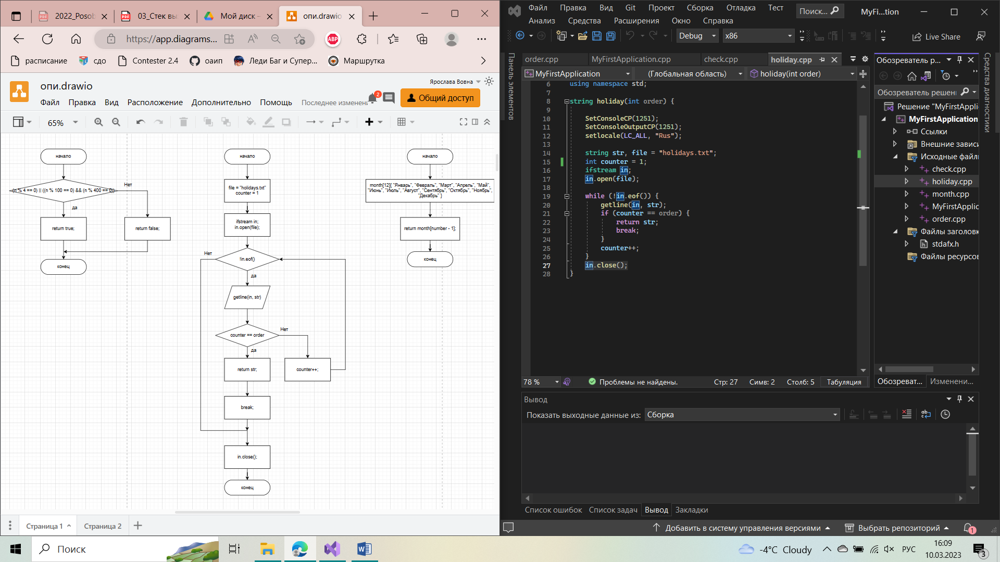 2022_Posob
03_Стек вы
Мой диск –
опи.drawio
https://app.diagrams...
ABP
расписание
сдо
Contester 2.4
оаип
Леди Баг и Супер...
Маршрутка
опи.drawio
Ярослава Вовна
Файл
Правка
Вид
Расположение
Дополнительно
Помощь
Последнее изменени
2
Общий доступ
65%
начало
(n % 4 == 0) || ((n % 100 == 0) && (n % 400 == 0))
Нет
да
return true;
return false;
конец
начало
file = "holidays.txt"
counter = 1
ifstream in;
in.open(file);
Нет
!in.eof()
да
getline(in, str)
counter == order
Нет
да
return str;
counter++;
break;
in.close();
конец
начало
month[12]{ "Январь", "Февраль", "Март", "Апрель", "Май",
"Июнь", "Июль", "Август", "Сентябрь", "Октябрь", "Ноябрь",
"Декабрь" }
return month[number - 1];
конец
Страница 1
Страница 2
Файл
Правка
Вид
Git
Проект
Сборка
Отладка
Тест
Анализ
Средства
Расширения
Окно
Справка
Поиск...
MyFi...tion
Debug
x86
Live Share
Панель элементов
order.cpp
MyFirstApplication.cpp
check.cpp
holiday.cpp
MyFirstApplication
(Глобальная область)
holiday(int order)
6 using namespace std;
7
8 string holiday(int order) {
9
10 SetConsoleCP(1251);
11 SetConsoleOutputCP(1251);
12 setlocale(LC_ALL, "Rus");
13
14 string str, file = "holidays.txt";
15 int counter = 1;
16 ifstream in;
17 in.open(file);
18
19 while (!in.eof()) {
20 getline(in, str);
21 if (counter == order) {
22 return str;
23 break;
24 }
25 counter++;
26 }
27 in.close();
28 }
78 %
Проблемы не найдены.
Стр: 27
Симв: 2
Столб: 5
Табуляция
Обозреватель р...
Обозреватель решени
Решение "MyFirstAppli
MyFirstApplication
Ссылки
Внешние зависи
Исходные файлы
check.cpp
holiday.cpp
month.cpp
MyFirstApplic
order.cpp
Файлы заголовк
stdafx.h
Файлы ресурсов
Обозреват...
Изменени...
Средства диагностики
Вывод
Показать выходные данные из:
Сборка
Список ошибок
Список задач
Вывод
Закладки
Добавить в систему управления версиями
Выбрать репозиторий
1
Поиск
-4°C Cloudy
РУС
16:09
10.03.2023
3